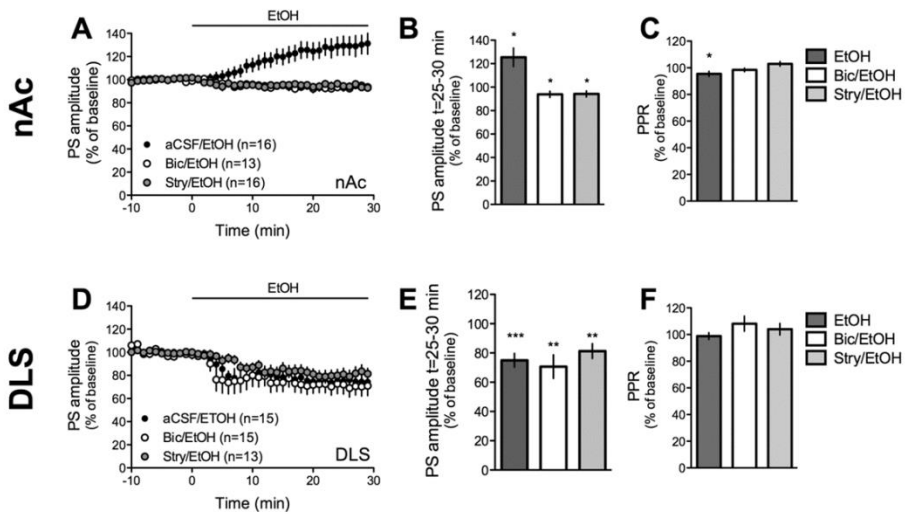 nAc
A
EtOH
PS amplitude
(% of baseline)
140
120
100
80
60
40
20
0
aCSF/EtOH (n=16)
Bic/EtOH (n=13)
Stry/EtOH (n=16)
nAc
-10 0 10 20 30
Time (min)
B
PS amplitude t=25-30 min
(% of baseline)
140
120
100
80
60
40
20
0
* * *
C
PPR
(% of baseline)
120
100
80
60
40
20
0
*
EtOH
Bic/EtOH
Stry/EtOH
DLS
D
EtOH
PS amplitude
(% of baseline)
140
120
100
80
60
40
20
0
aCSF/ETOH (n=15)
Bic/EtOH (n=15)
Stry/EtOH (n=13)
DLS
-10 0 10 20 30
Time (min)
E
PS amplitude t=25-30 min
(% of baseline)
120
100
80
60
40
20
0
*** ** **
F
PPR
(% of baseline)
120
100
80
60
40
20
0
EtOH
Bic/EtOH
Stry/EtOH